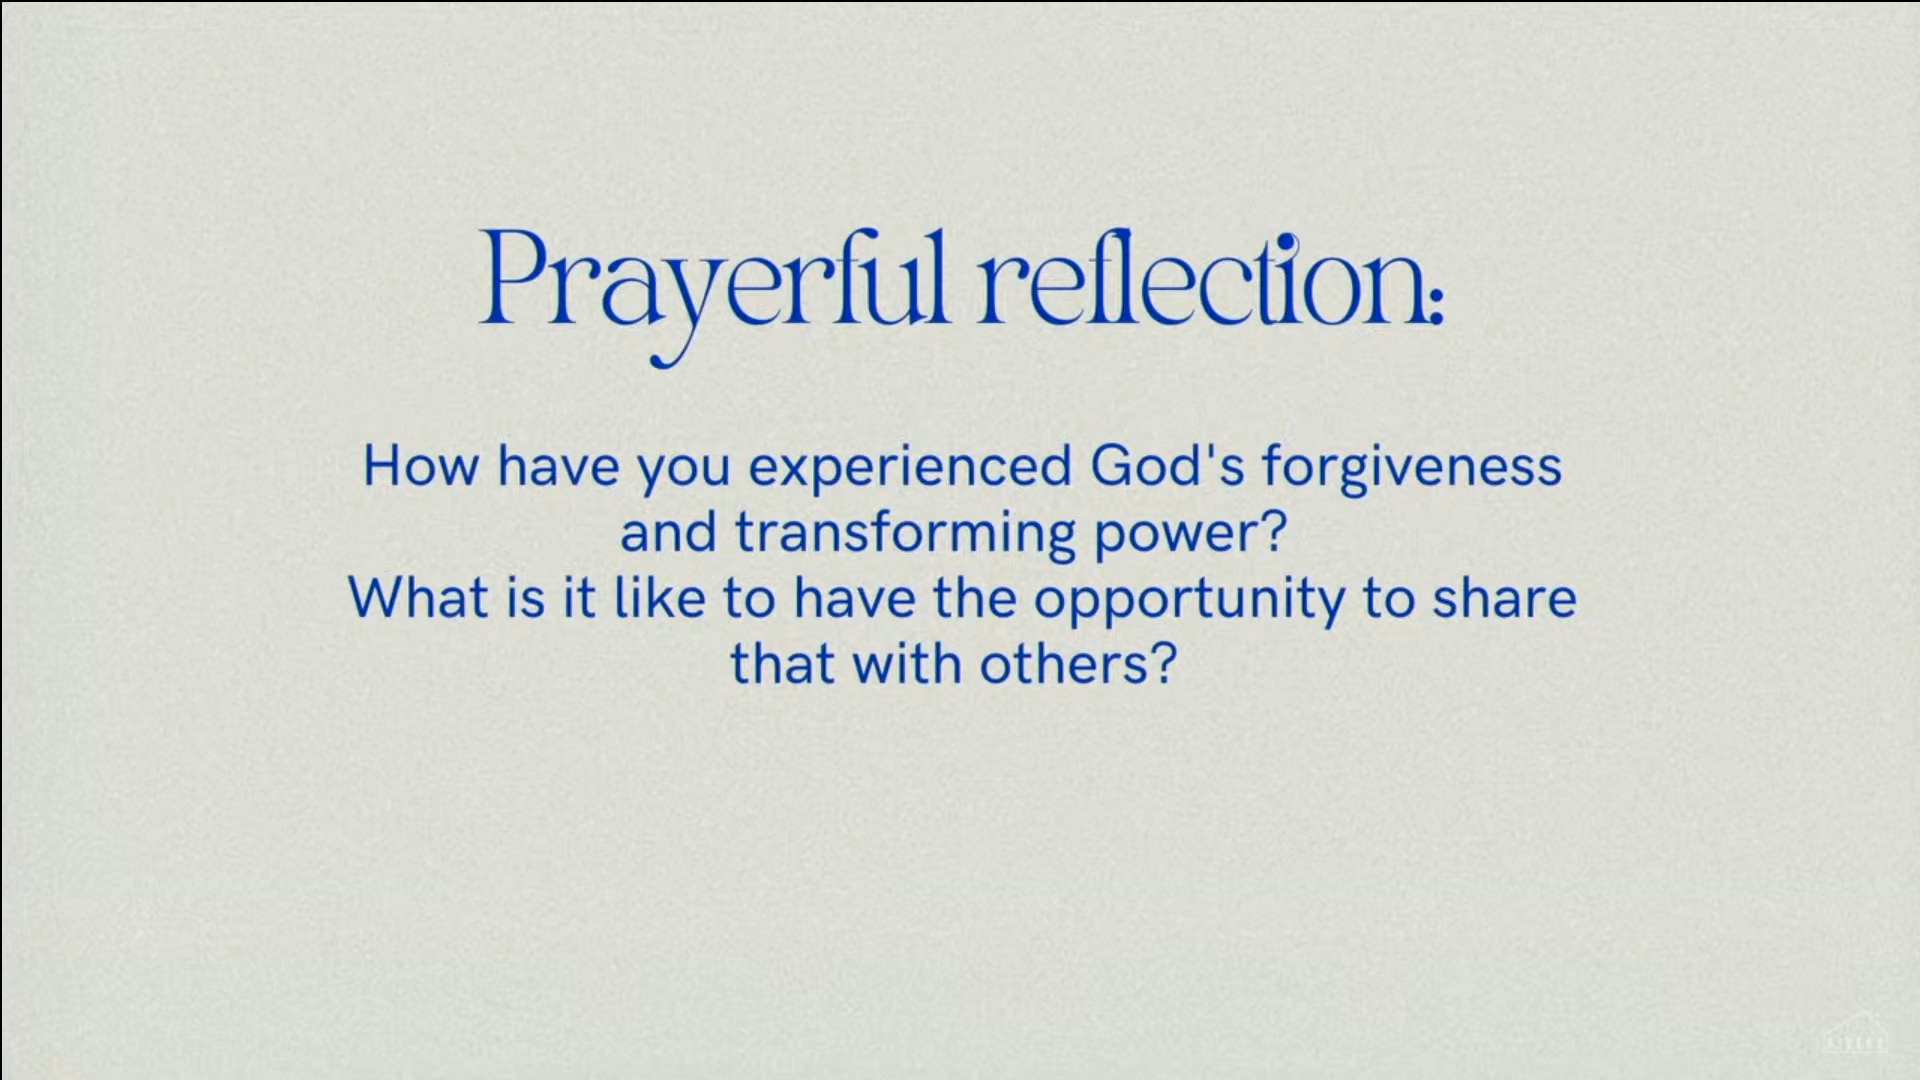 Prayerful reflection:
How have you experienced God's forgiveness
and transforming power?
What is it like to have the opportunity to share
that with others?